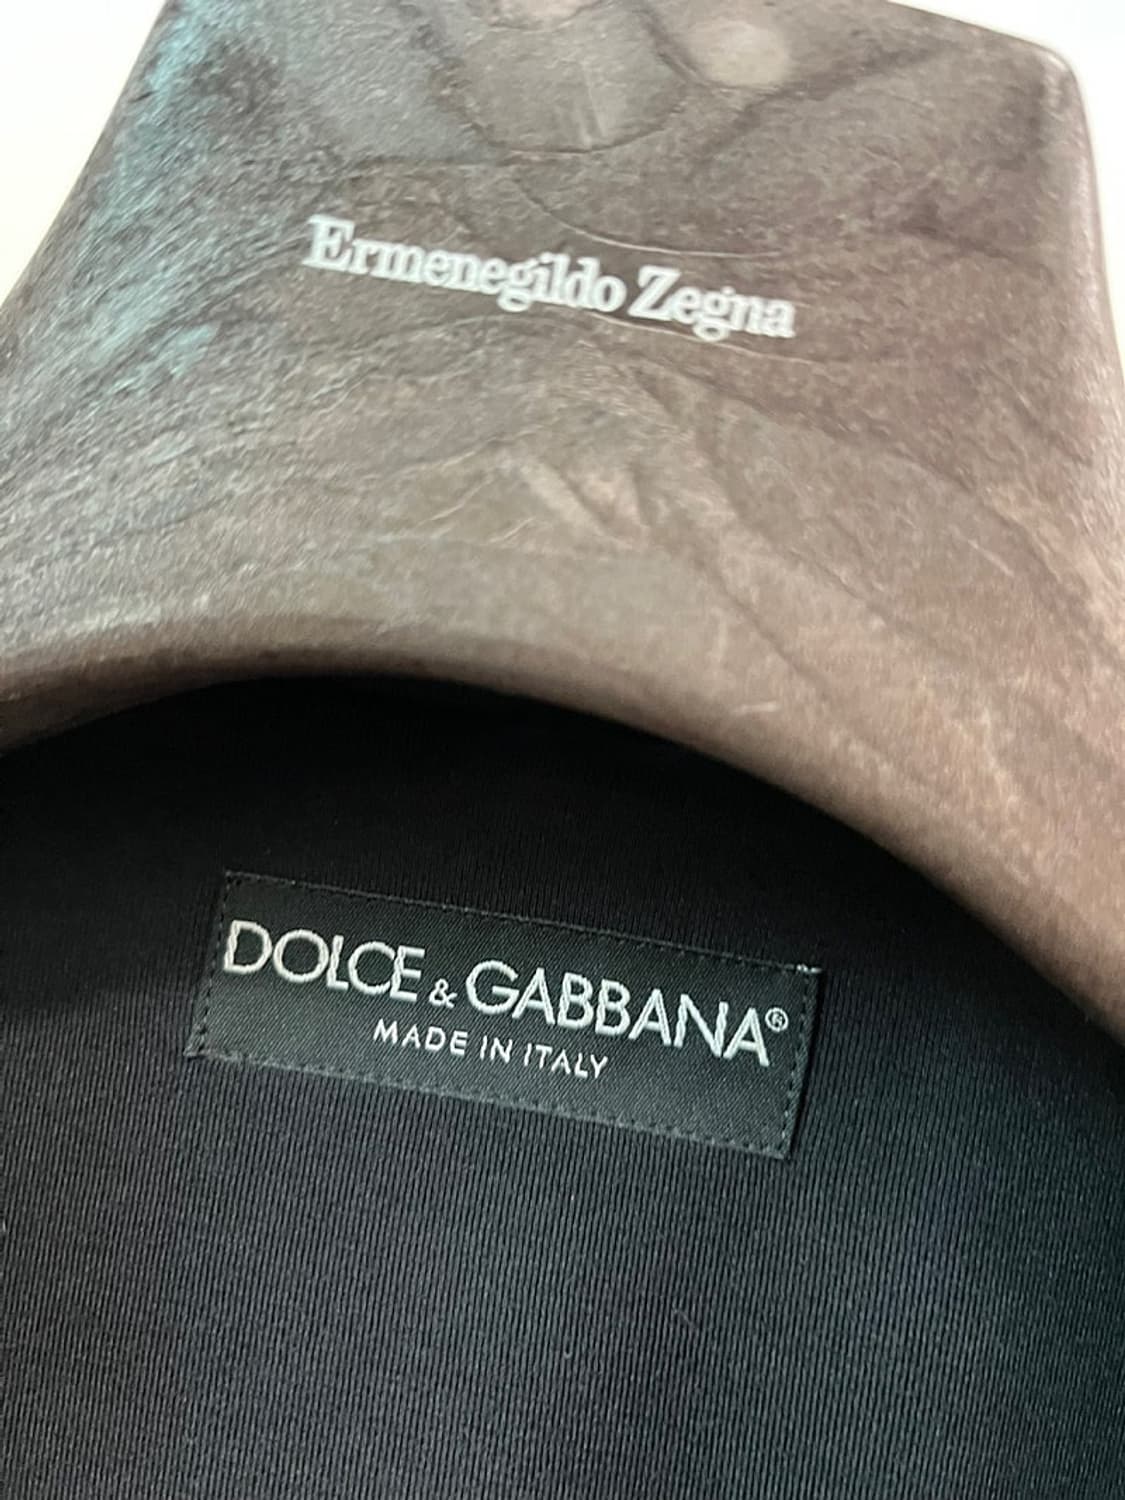 Ermenegildo Zegna
DOLCE & GABBANA®
MADE IN ITALY